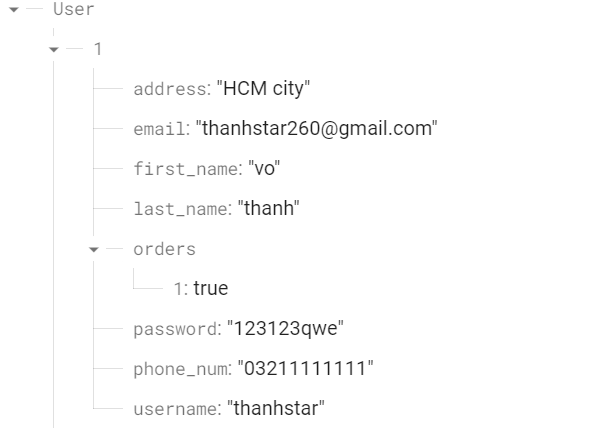 User
1
address: "HCM city"
email: "thanhstar260@gmail.com"
first_name: "vo"
last_name: "thanh"
orders
1: true
password: "123123qwe"
phone_num: "03211111111"
username: "thanhstar"